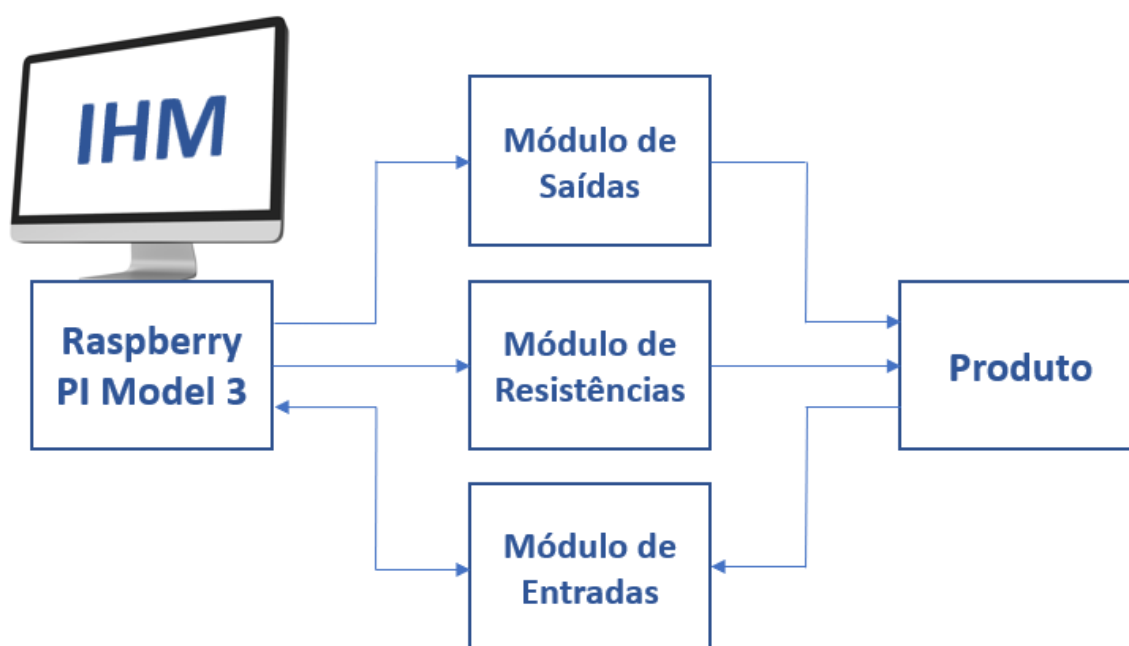 IHM
Raspberry
PI Model 3
Módulo de
Saídas
Módulo de
Resistências
Módulo de
Entradas
Produto